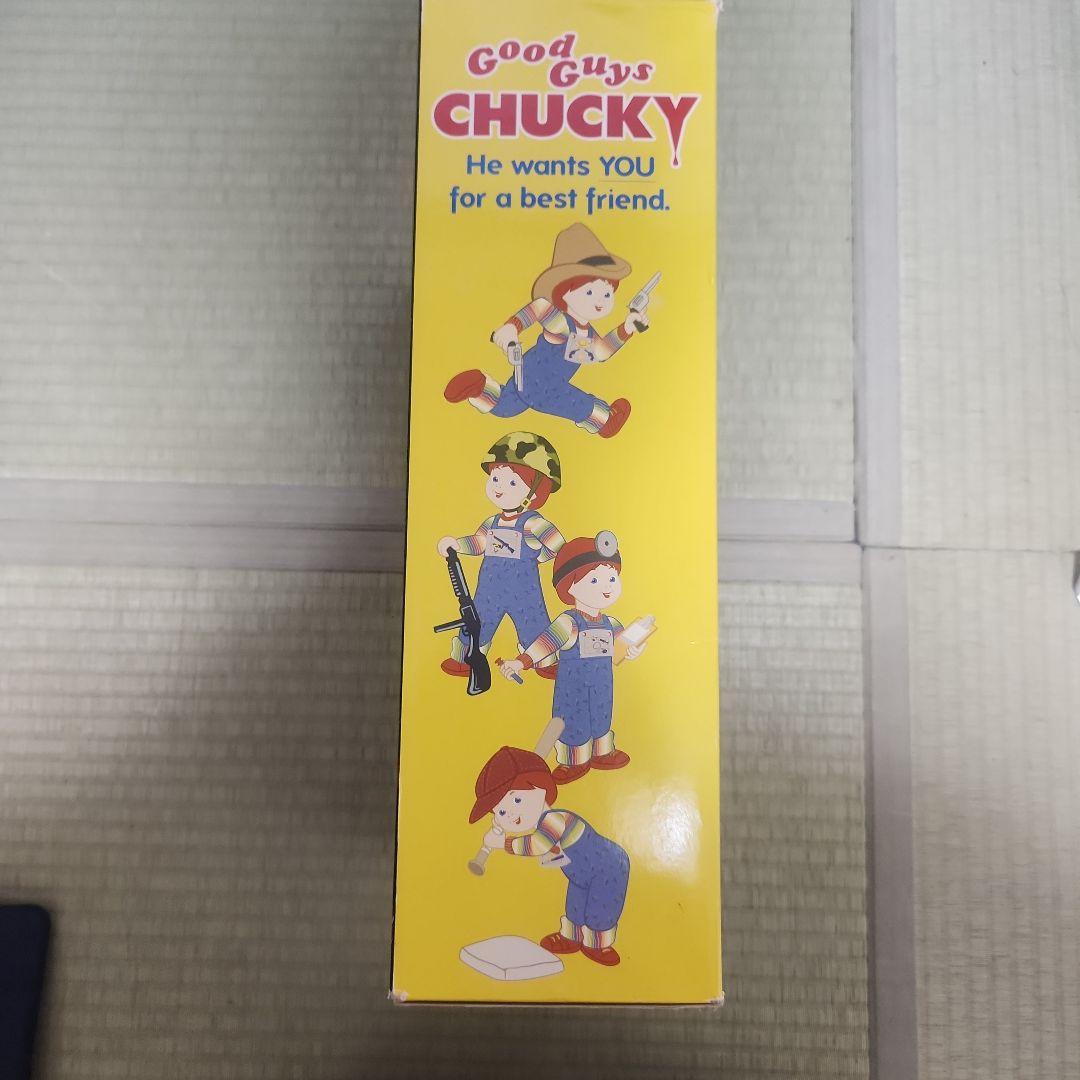 Good
Guys
CHUCKY
He wants YOU
for a best friend.